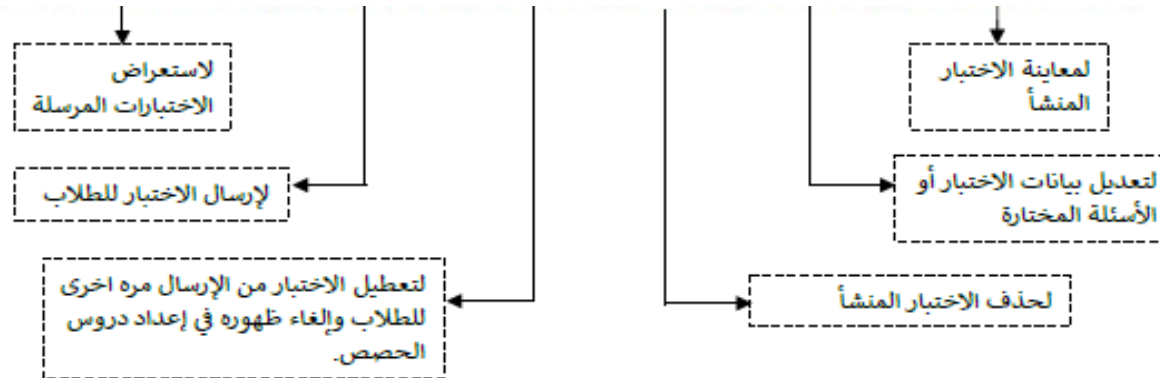 لمعاينة الاختبار
المنشأ
لاستعراض
الاختبارات المرسلة
لتعديل بيانات الاختبار أو
الأسئلة المختارة
لإرسال الاختبار للطلاب
لحذف الاختبار المنشأ
لتعطيل الاختبار من الإرسال مره اخرى
للطلاب وإلغاء ظهوره في إعداد دروس
الحصص.